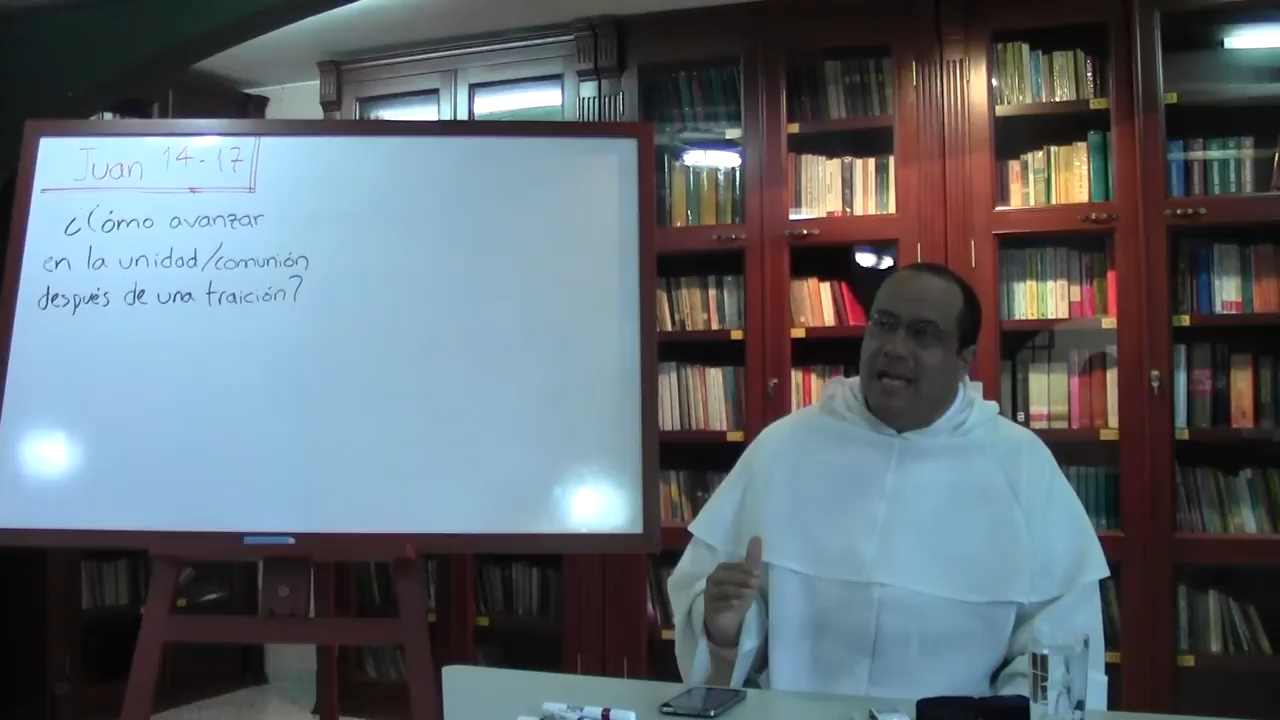 Juan 14-17
¿Cómo avanzar
en la unidad/comunión
después de una traición?